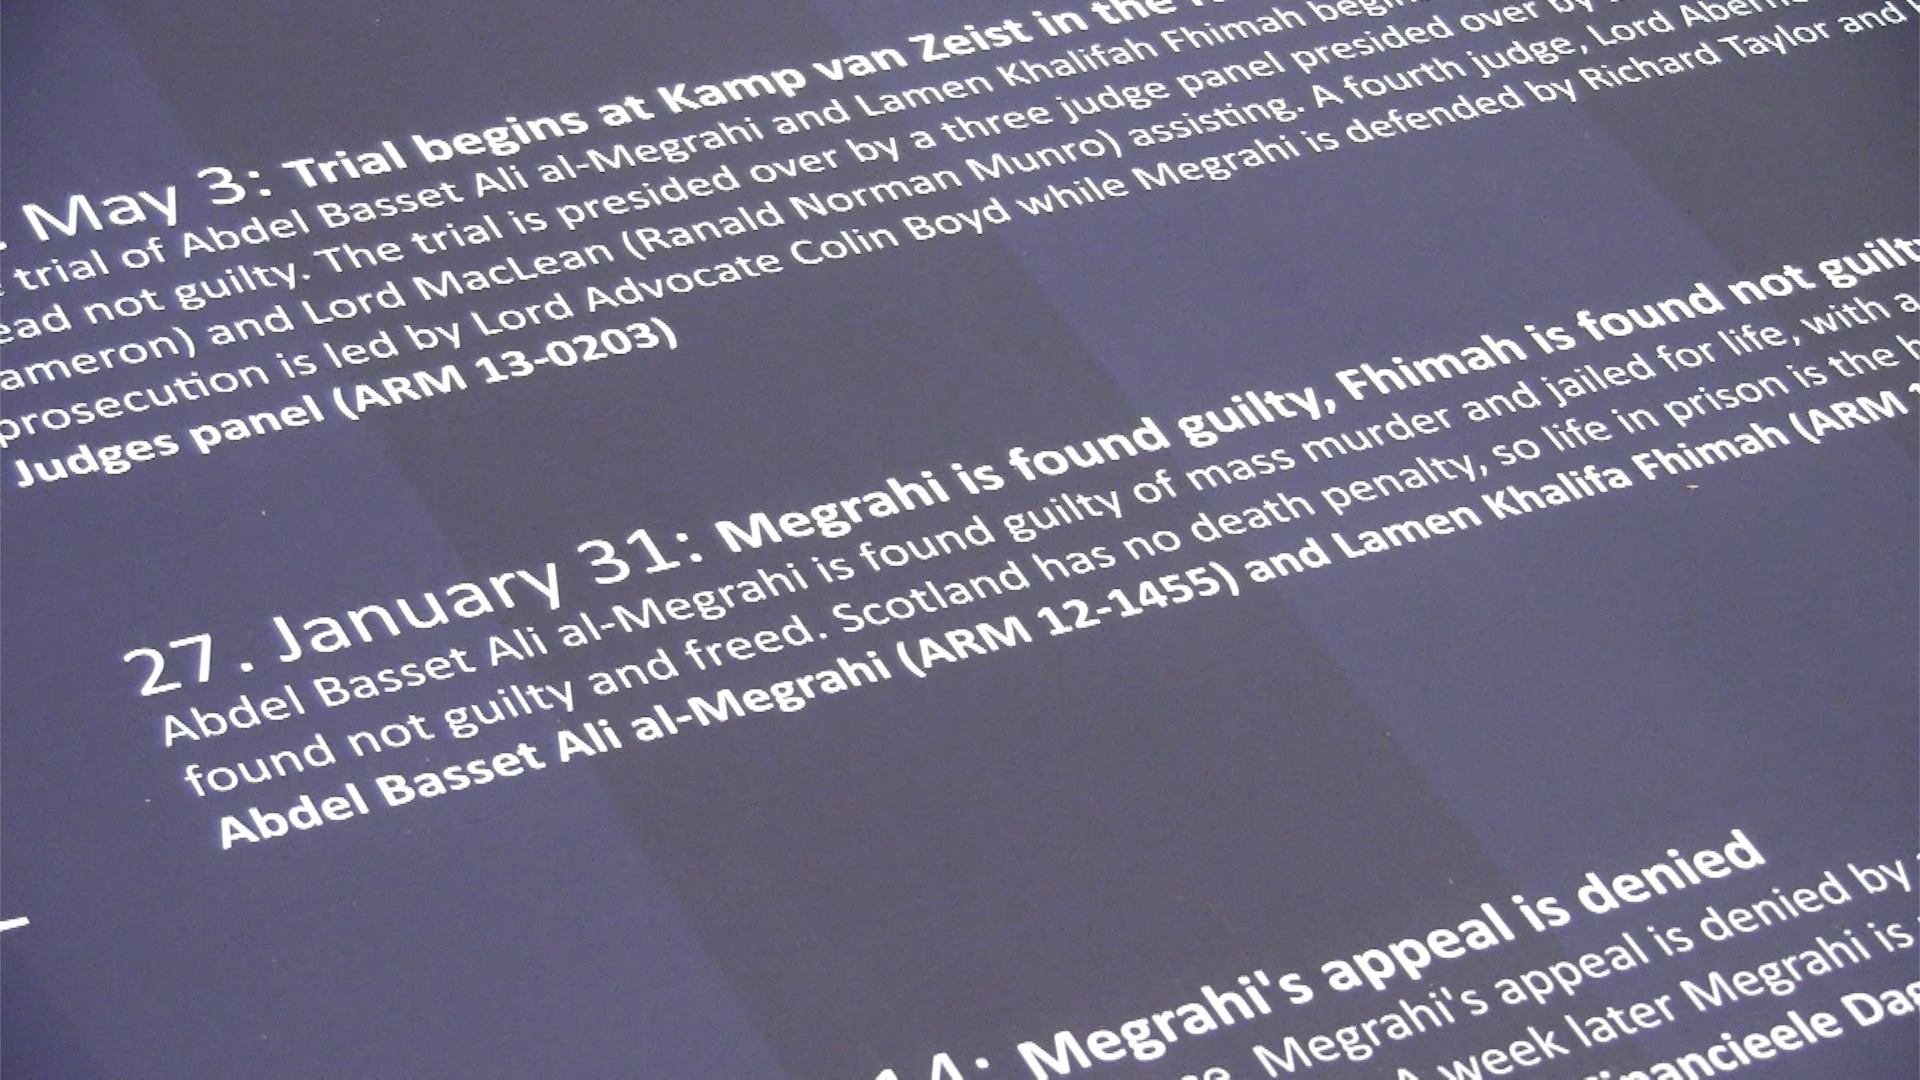 . May 3: Trial begins at Kamp van Zeist in the
trial of Abdel Basset Ali al-Megrahi and Lamen Khalifah Fhimah
ead not guilty. The trial is presided over by a three judge panel presided over by
ameron) and Lord MacLean (Ranald Norman Munro) assisting. A fourth judge, Lord
prosecution is led by Lord Advocate Colin Boyd while Megrahi is defended by Richard Taylor and
Judges panel (ARM 13-0203)
27. January 31: Megrahi is found guilty, Fhimah is found not guilty
Abdel Basset Ali al-Megrahi is found guilty of mass murder and jailed for life, with a
found not guilty and freed. Scotland has no death penalty, so life in prison is the
Abdel Basset Ali al-Megrahi (ARM 12-1455) and Lamen Khalifa Fhimah (ARM
14: Megrahi's appeal is denied
Megrahi's appeal is denied by
A week later Megrahi is
inancieele